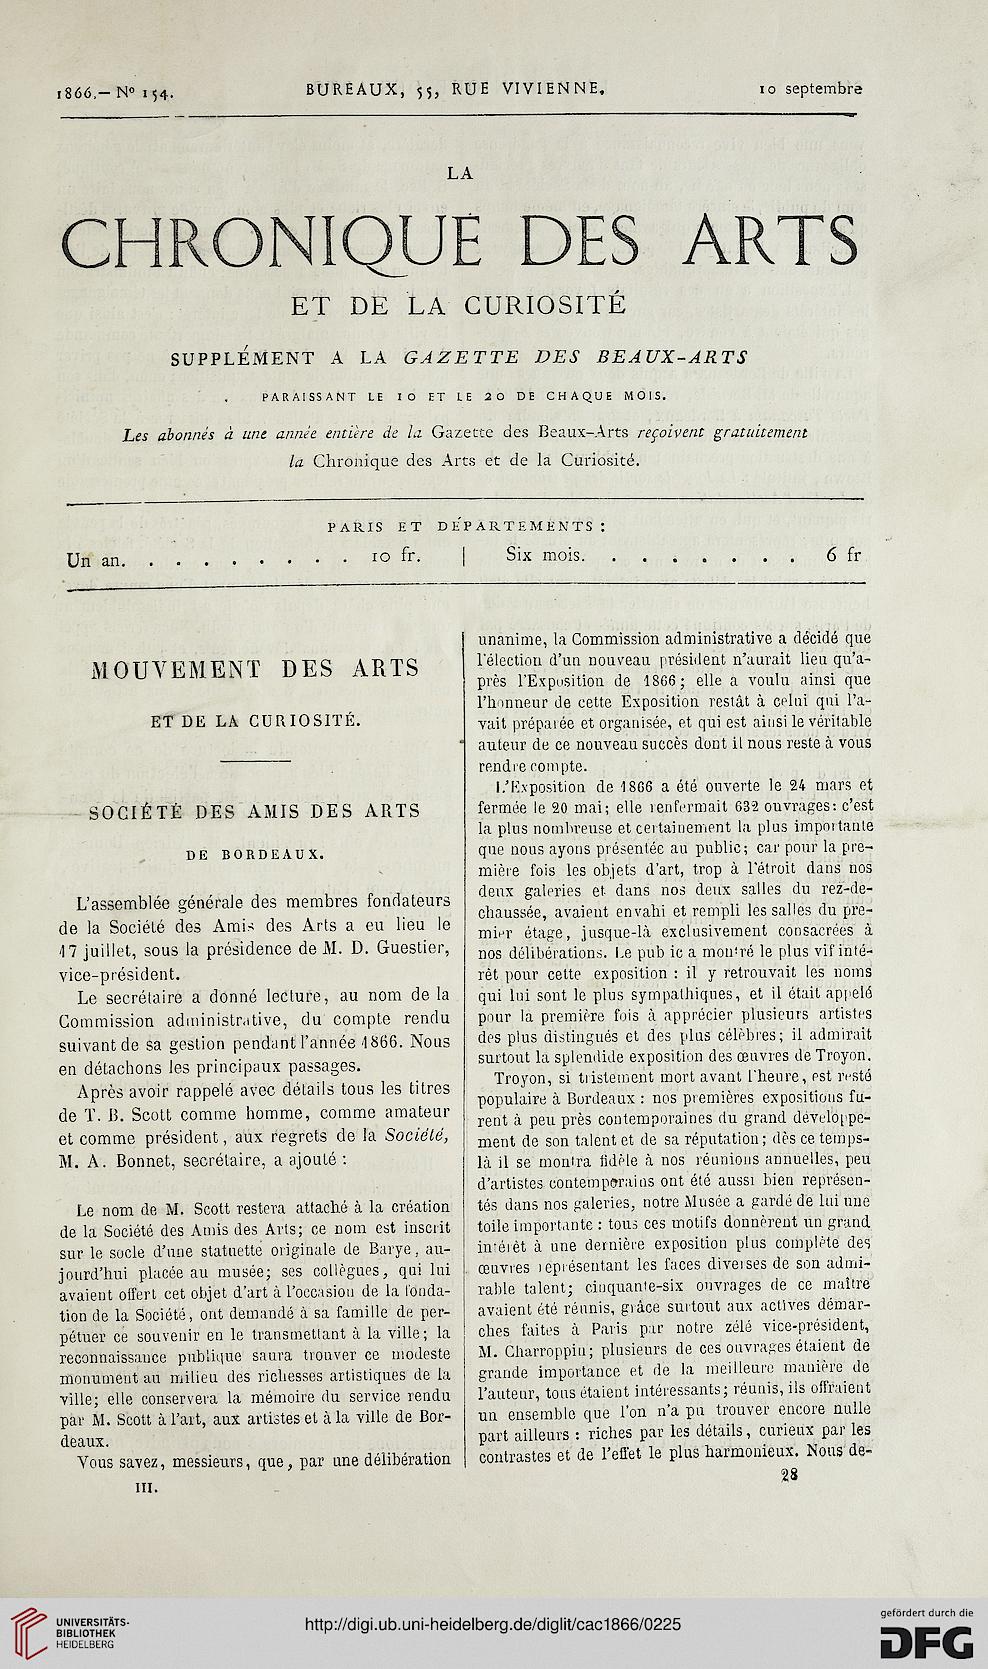 1866.— Nº 154.
BUREAUX, 55, RUE VIVIENNE.
10 septembre
LA
CHRONIQUE DES ARTS
ET DE LA CURIOSITÉ
SUPPLÉMENT A LA GAZETTE DES BEAUX-ARTS
PARAISSANT LE 10 ET LE 20 DE CHAQUE MOIS.
Les abonnés à une année entière de la Gazette des Beaux-Arts reçoivent gratuitement
la Chronique des Arts et de la Curiosité.
PARIS ET DÉPARTEMENTS :
Un an. . . . . . . . . . 10 fr. | Six mois. . . . . . . . . 6 fr
MOUVEMENT DES ARTS
ET DE LA CURIOSITÉ.
SOCIÉTÉ DES AMIS DES ARTS
DE BORDEAUX.
L'assemblée générale des membres fondateurs
de la Société des Amis des Arts a eu lieu le
17 juillet, sous la présidence de M. D. Guestier,
vice-président.
Le secrétaire a donné lecture, au nom de la
Commission administrative, du compte rendu
suivant de sa gestion pendant l'année 1866. Nous
en détachons les principaux passages.
Après avoir rappelé avec détails tous les titres
de T. B. Scott comme homme, comme amateur
et comme président, aux regrets de la Société,
M. A. Bonnet, secrétaire, a ajouté :
Le nom de M. Scott restera attaché à la création
de la Société des Amis des Arts; ce nom est inscrit
sur le socle d'une statuette originale de Barye, au-
jourd'hui placée au musée; ses collègues, qui lui
avaient offert cet objet d'art à l'occasion de la fonda-
tion de la Société, ont demandé à sa famille de per-
pétuer ce souvenir en le transmettant à la ville; la
reconnaissance publique saura trouver ce modeste
monument au milieu des richesses artistiques de la
ville; elle conservera la mémoire du service rendu
par M. Scott à l'art, aux artistes et à la ville de Bor-
deaux.
Vous savez, messieurs, que, par une délibération
III.
unanime, la Commission administrative a décidé que
l'élection d'un nouveau président n'aurait lieu qu'a-
près l'Exposition de 1866; elle a voulu ainsi que
l'honneur de cette Exposition restât à celui qui l'a-
vait préparée et organisée, et qui est ainsi le véritable
auteur de ce nouveau succès dont il nous reste à vous
rendre compte.
L'Exposition de 1866 a été ouverte le 24 mars et
fermée le 20 mai; elle renfermait 632 ouvrages: c'est
la plus nombreuse et certainement la plus importante
que nous ayons présentée au public; car pour la pre-
mière fois les objets d'art, trop à l'étroit dans nos
deux galeries et dans nos deux salles du rez-de-
chaussée, avaient envahi et rempli les salles du pre-
mier étage, jusque-là exclusivement consacrées à
nos délibérations. Le pub ic a montré le plus vif inté-
rêt pour cette exposition : il y retrouvait les noms
qui lui sont le plus sympathiques, et il était appelé
pour la première fois à apprécier plusieurs artistes
des plus distingués et des plus célèbres; il admirait
surtout la splendide exposition des œuvres de Troyon.
Troyon, si tristement mort avant l'heure, est resté
populaire à Bordeaux : nos premières expositions fu-
rent à peu près contemporaines du grand développe-
ment de son talent et de sa réputation; dès ce temps-
là il se montra fidèle à nos réunions annuelles, peu
d'artistes contemporains ont été aussi bien représen-
tés dans nos galeries, notre Musée a gardé de lui une
toile importante : tous ces motifs donnèrent un grand
intérêt à une dernière exposition plus complète des
œuvres représentant les faces diverses de son admi-
rable talent; cinquante-six ouvrages de ce maître
avaient été réunis, grâce surtout aux actives démar-
ches faites à Paris par notre zélé vice-président,
M. Charroppin; plusieurs de ces ouvrages étaient de
grande importance et de la meilleure manière de
l'auteur, tous étaient intéressants; réunis, ils offraient
un ensemble que l'on n'a pu trouver encore nulle
part ailleurs : riches par les détails, curieux par les
contrastes et de l'effet le plus harmonieux. Nous de-
28
UNIVERSITÄTS-
BIBLIOTHEK
HEIDELBERG
http://digi.ub.uni-heidelberg.de/diglit/cac1866/0225
gefördert durch die
DFG